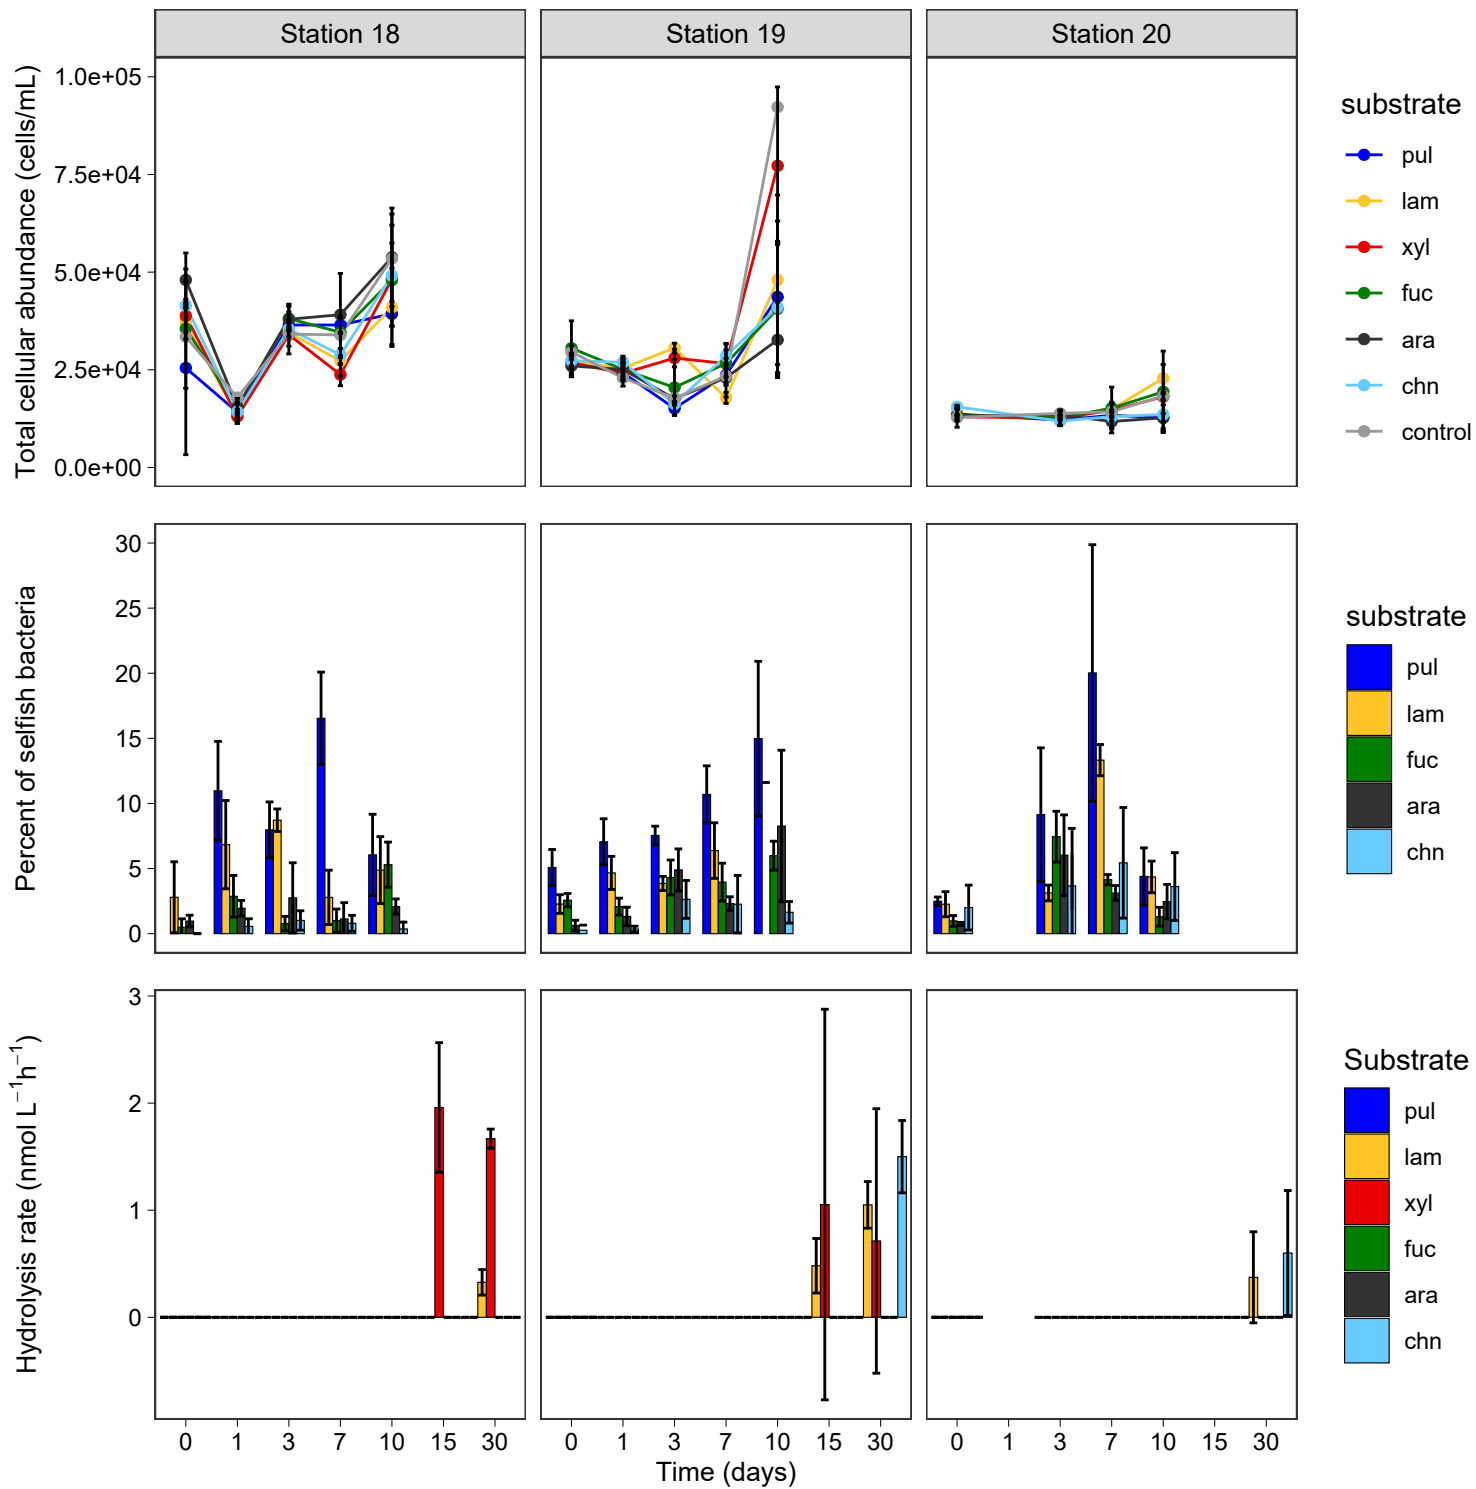 Station 18
Station 19
Station 20
Total cellular abundance (cells/mL)
1.0e+05
7.5e+04
5.0e+04
2.5e+04
0.0e+00
substrate
pul
lam
xyl
fuc
ara
chn
control
Percent of selfish bacteria
30
25
20
15
10
5
0
substrate
pul
lam
fuc
ara
chn
Hydrolysis rate (nmol L⁻¹h⁻¹)
3
2
1
0
Substrate
pul
lam
xyl
fuc
ara
chn
0 1 3 7 10 15 30
0 1 3 7 10 15 30
0 1 3 7 10 15 30
Time (days)